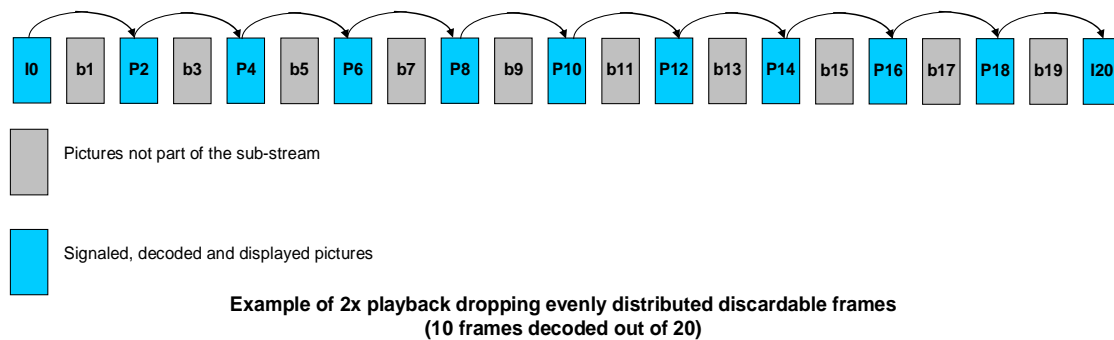 I0 b1 P2 b3 P4 b5 P6 b7 P8 b9 P10 b11 P12 b13 P14 b15 P16 b17 P18 b19 I20
Pictures not part of the sub-stream
Signaled, decoded and displayed pictures
Example of 2x playback dropping evenly distributed discardable frames
(10 frames decoded out of 20)